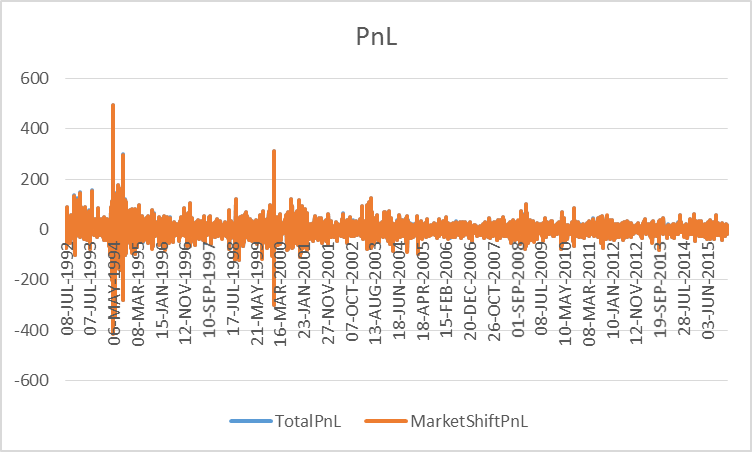 PnL
600
400
200
0
-200
-400
-600
08-JUL-1992
07-JUL-1993
06-MAY-1994
08-MAR-1995
15-JAN-1996
12-NOV-1996
10-SEP-1997
17-JUL-1998
21-MAY-1999
16-MAR-2000
23-JAN-2001
27-NOV-2001
07-OCT-2002
13-AUG-2003
18-JUN-2004
18-APR-2005
15-FEB-2006
20-DEC-2006
26-OCT-2007
01-SEP-2008
08-JUL-2009
10-MAY-2010
08-MAR-2011
10-JAN-2012
12-NOV-2012
19-SEP-2013
28-JUL-2014
03-JUN-2015
TotalPnL MarketShiftPnL